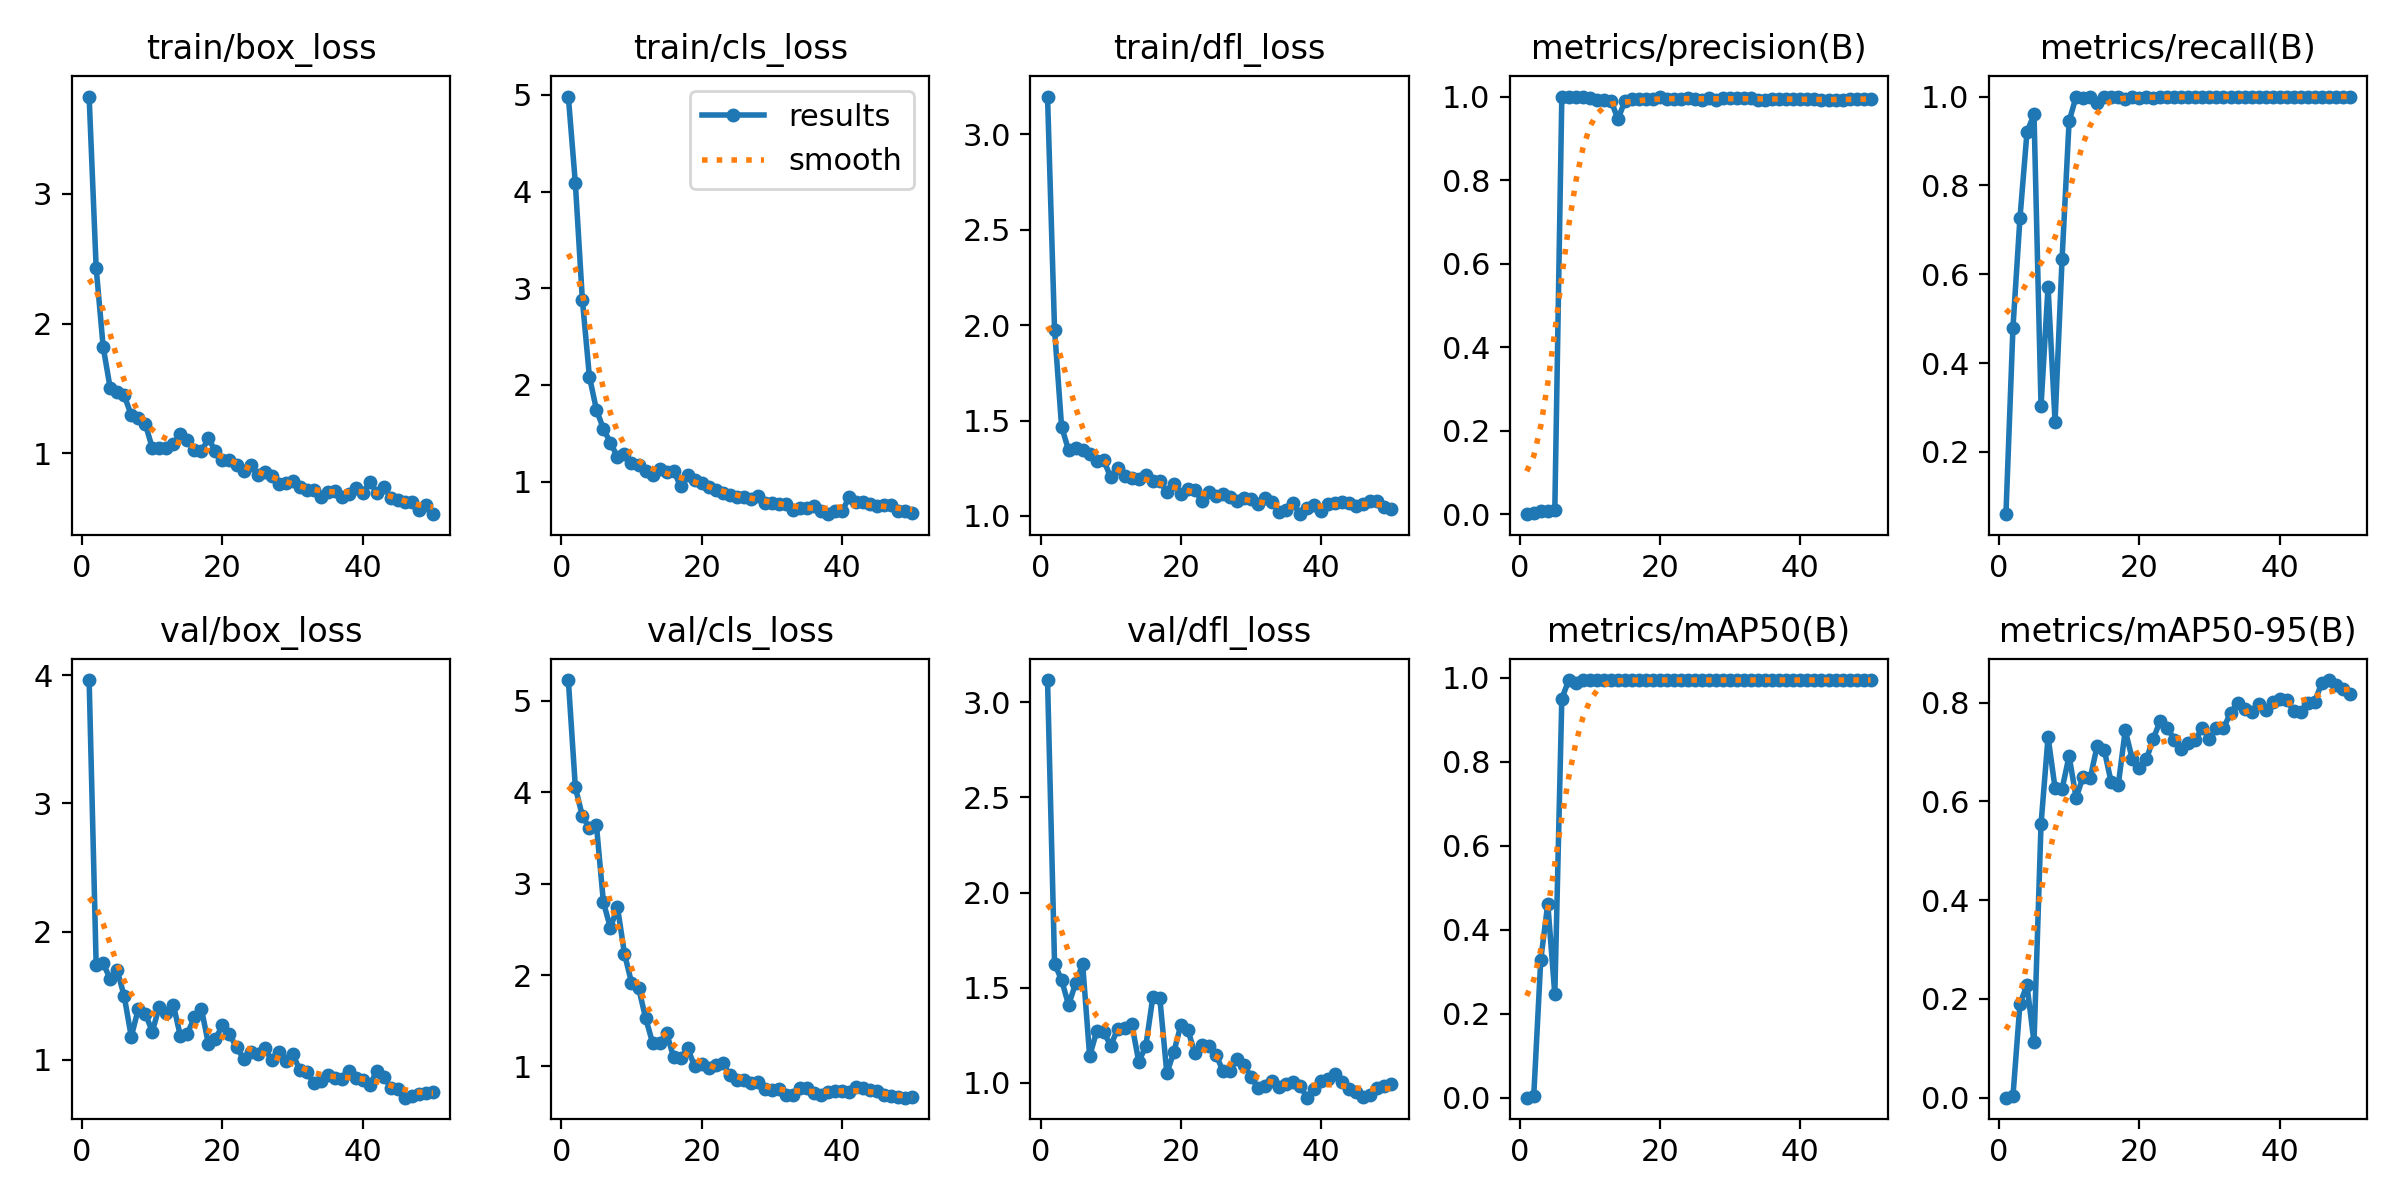 train/box_loss
3
2
1
0 20 40
train/cls_loss
results
smooth
5
4
3
2
1
0 20 40
train/dfl_loss
3.0
2.5
2.0
1.5
1.0
0 20 40
metrics/precision(B)
1.0
0.8
0.6
0.4
0.2
0.0
0 20 40
metrics/recall(B)
1.0
0.8
0.6
0.4
0.2
0 20 40
val/box_loss
4
3
2
1
0 20 40
val/cls_loss
5
4
3
2
1
0 20 40
val/dfl_loss
3.0
2.5
2.0
1.5
1.0
0 20 40
metrics/mAP50(B)
1.0
0.8
0.6
0.4
0.2
0.0
0 20 40
metrics/mAP50-95(B)
0.8
0.6
0.4
0.2
0.0
0 20 40